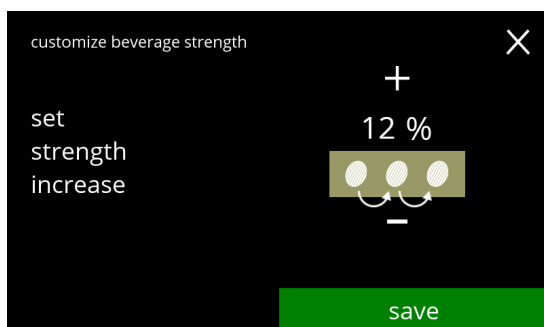 customize beverage strength
+
set
strength
increase
12 %
-
save